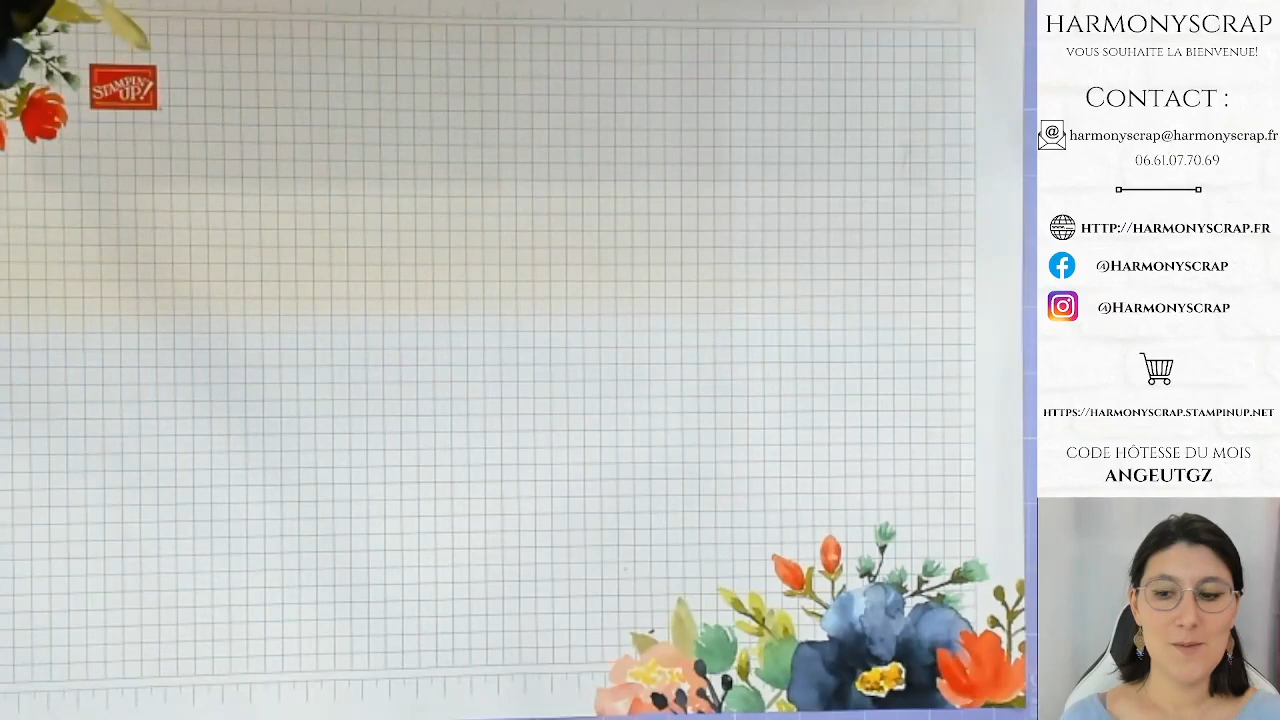 STAMPIN' UP!
HARMONYSCRAP
VOUS SOUHAITE LA BIENVENUE!
CONTACT :
harmonyscrap@harmonyscrap.fr
06.61.07.70.69
HTTP://HARMONYSCRAP.FR
@HARMONYSCRAP
@HARMONYSCRAP
HTTPS://HARMONYSCRAP.STAMPINUP.NET
CODE HÔTESSE DU MOIS
ANGEUTGZ